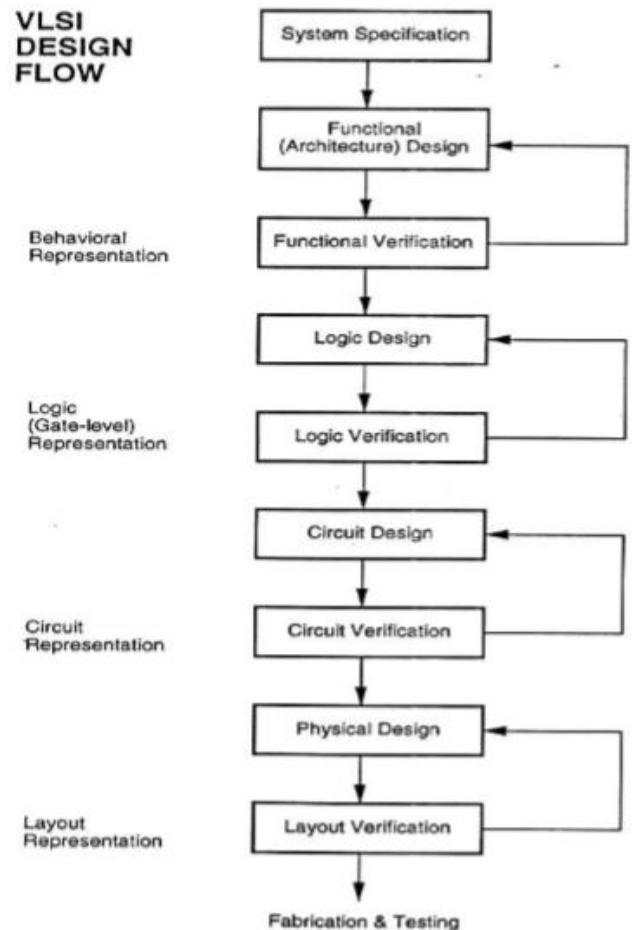 VLSI
DESIGN
FLOW
System Specification
Functional
(Architecture) Design
Behavioral
Representation
Functional Verification
Logic Design
Logic
(Gate-level)
Representation
Logic Verification
Circuit Design
Circuit
Representation
Circuit Verification
Physical Design
Layout
Representation
Layout Verification
Fabrication & Testing